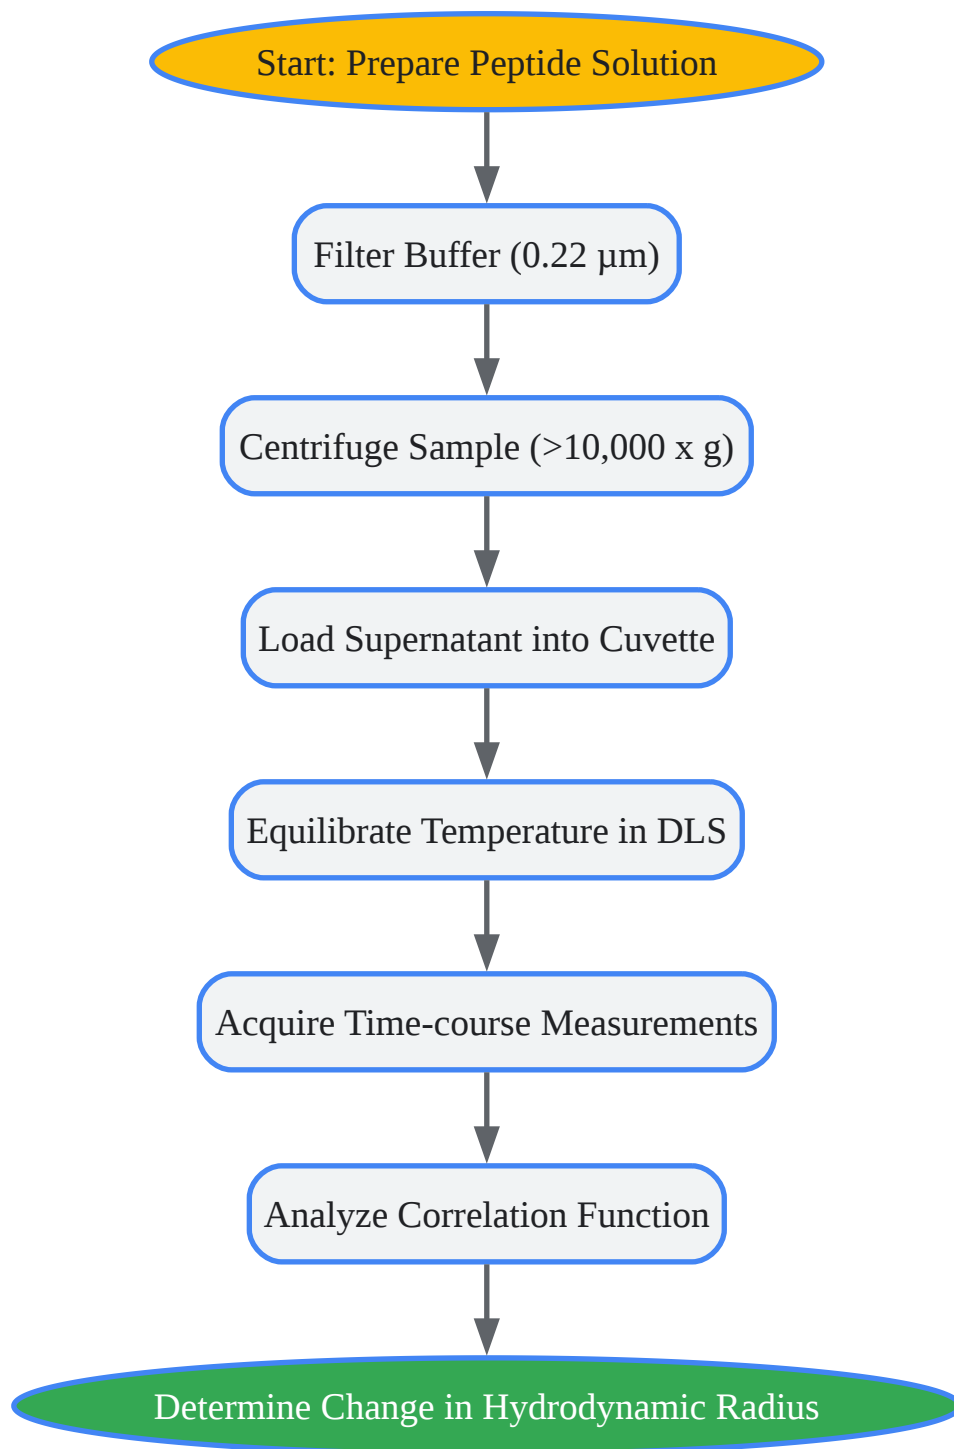 Start: Prepare Peptide Solution
Filter Buffer (0.22 µm)
Centrifuge Sample (>10,000 x g)
Load Supernatant into Cuvette
Equilibrate Temperature in DLS
Acquire Time-course Measurements
Analyze Correlation Function
Determine Change in Hydrodynamic Radius